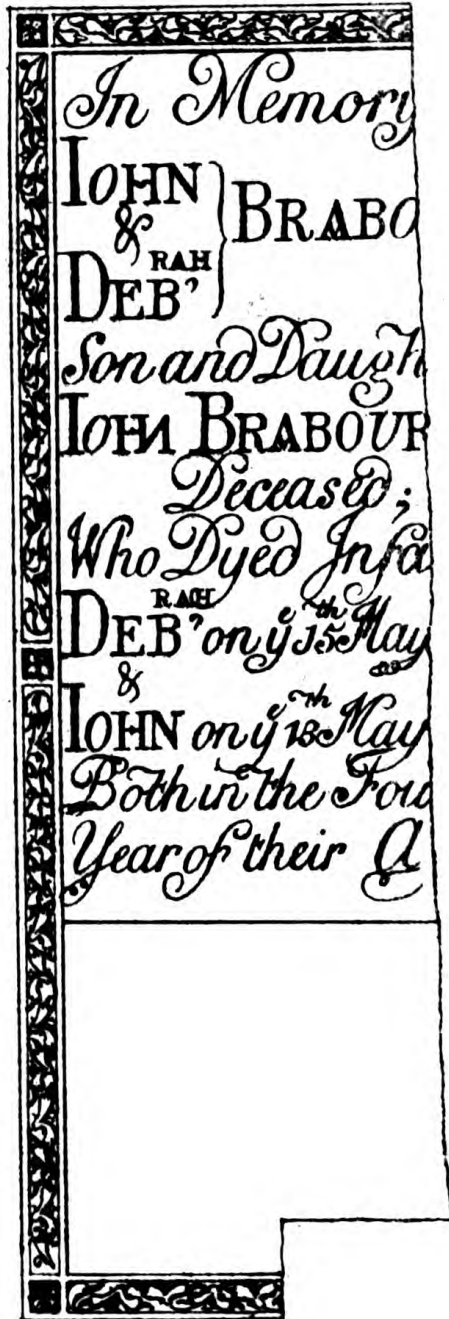 In Memory
IOHN
& BRABO
DEB' RAH
Son and Daugh
IOHN BRABOUR
Deceased;
Who Dyed Infa
DEB' RAH on yᵉ 15th May
&
IOHN on yᵉ 18th May
Both in the Fou
Year of their A